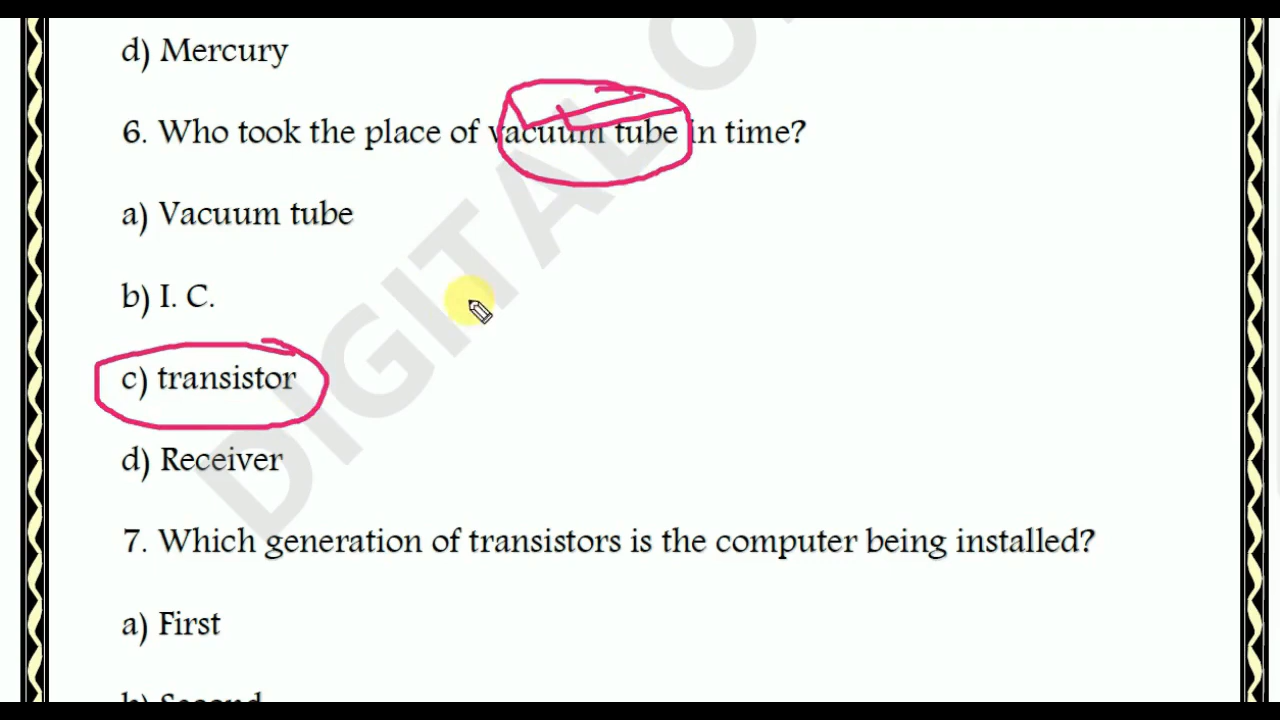 d) Mercury
6. Who took the place of vacuum tube in time?
a) Vacuum tube
b) I. C.
c) transistor
d) Receiver
7. Which generation of transistors is the computer being installed?
a) First
b) Second
DIGITAL O